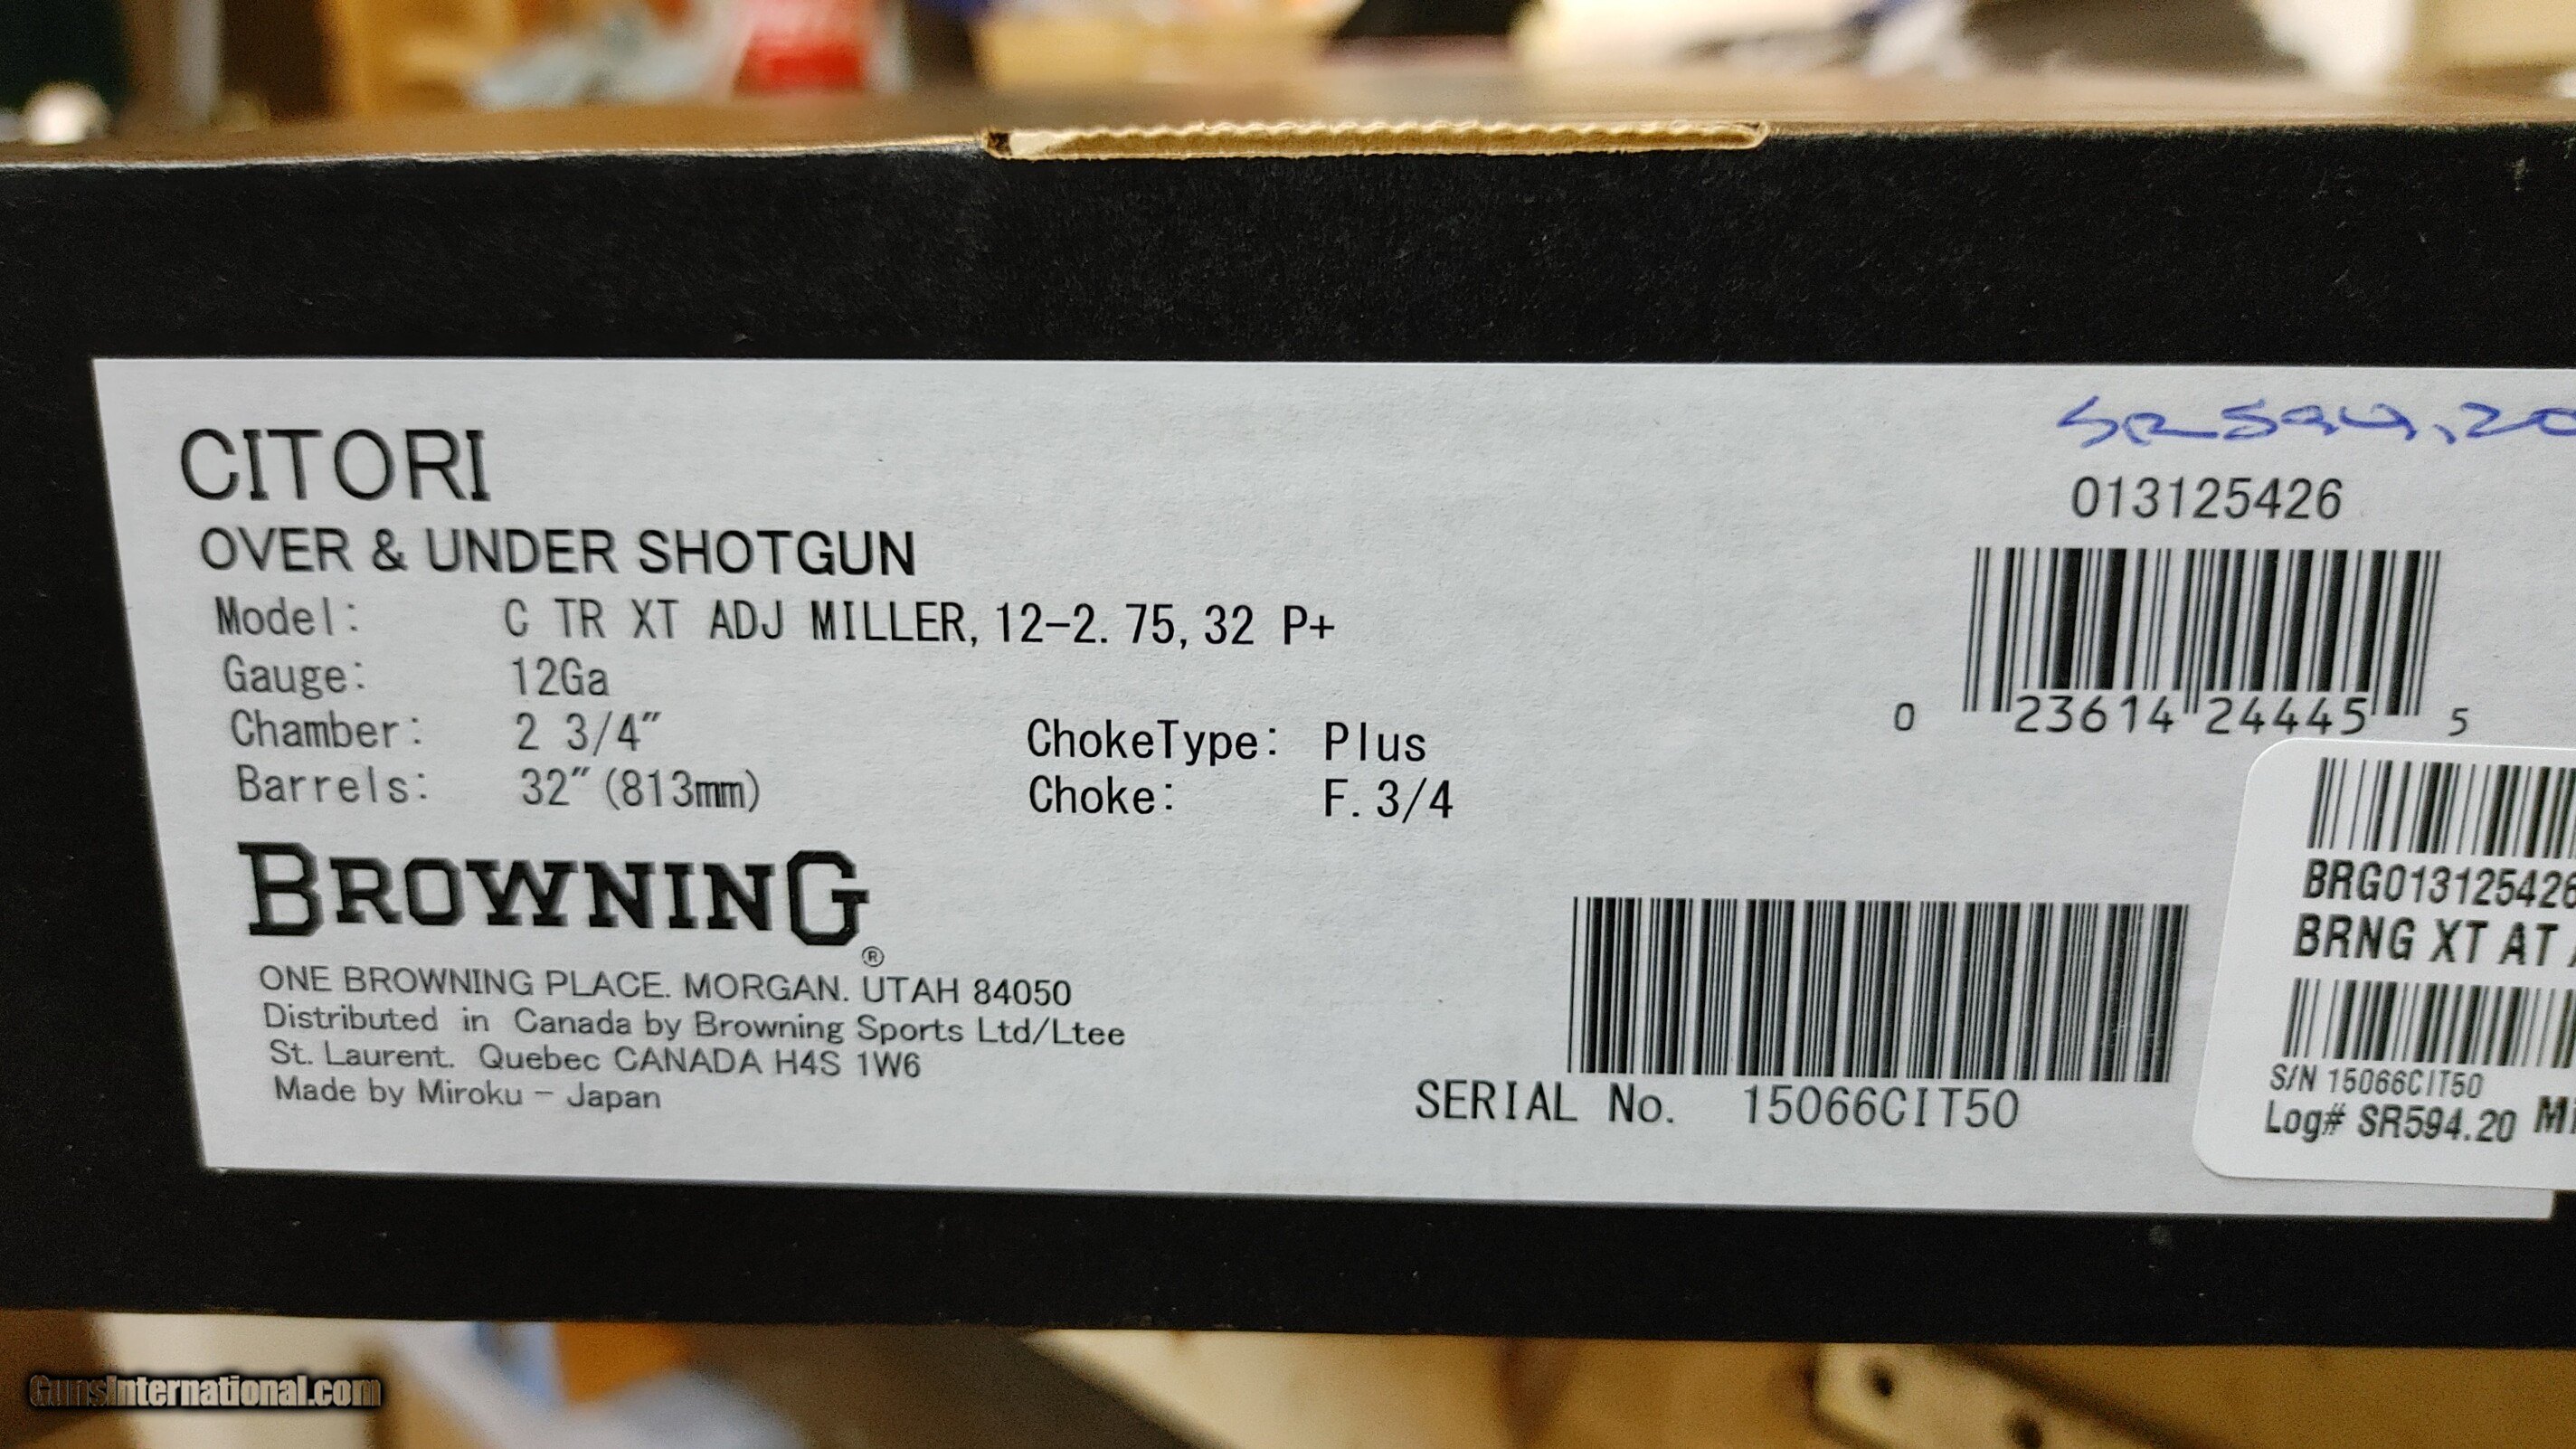 SR 594.20
CITORI
013125426
OVER & UNDER SHOTGUN
Model: C TR XT ADJ MILLER, 12-2. 75, 32 P+
Gauge: 12Ga
Chamber: 2 3/4″ ChokeType: Plus
Barrels: 32″ (813mm) Choke: F. 3/4
0 23614 24445 5
BROWNING®
ONE BROWNING PLACE. MORGAN. UTAH 84050
Distributed in Canada by Browning Sports Ltd/Ltee
St. Laurent. Quebec CANADA H4S 1W6
Made by Miroku - Japan
SERIAL No. 15066CIT50
BRG013125426
BRNG XT AT
S/N 15066CIT50
Log# SR594.20
GunsInternational.com